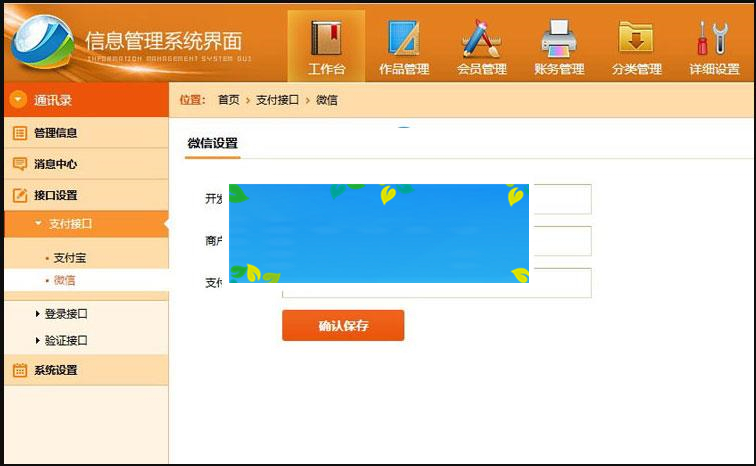 信息管理系统界面
INFORMATION MANAGEMENT SYSTEM GUI
工作台 作品管理 会员管理 账务管理 分类管理 详细设置
通讯录
位置: 首页 › 支付接口 › 微信
管理信息
微信设置
消息中心
接口设置
开发
支付接口
商户
支付宝
微信
支付
登录接口
确认保存
验证接口
系统设置